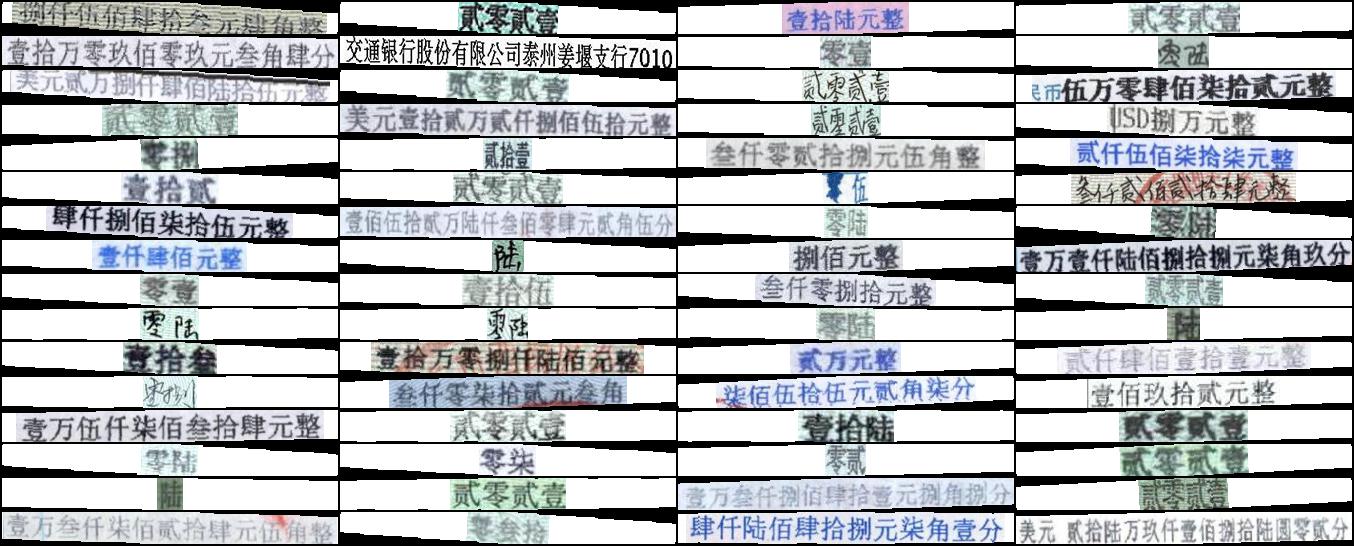 捌仟伍佰肆拾叁元肆角整
贰零贰壹
壹拾陆元整
贰零贰壹
壹拾万零玖佰零玖元叁角肆分
交通银行股份有限公司泰州姜堰支行7010
零壹
零陆
美元贰万捌仟肆佰陆拾伍元整
贰零贰壹
贰零贰壹
民币伍万零肆佰柒拾贰元整
贰零贰壹
美元壹拾贰万贰仟捌佰伍拾元整
贰零贰壹
USD捌万元整
零捌
贰拾壹
叁仟零贰拾捌元伍角整
贰仟伍佰柒拾柒元整
壹拾贰
贰零贰壹
零伍
叁仟贰佰贰拾肆元整
肆仟捌佰柒拾伍元整
壹佰伍拾贰万陆仟叁佰零肆元贰角伍分
零陆
零陆
壹仟肆佰元整
陆
捌佰元整
壹万壹仟陆佰捌拾捌元柒角玖分
零壹
壹拾伍
叁仟零捌拾元整
贰零贰壹
零陆
零陆
零陆
陆
壹拾叁
壹拾万零捌仟陆佰元整
贰万元整
贰仟肆佰壹拾壹元整
零捌
叁仟零柒拾贰元叁角
柒佰伍拾伍元贰角柒分
壹佰玖拾贰元整
壹万伍仟柒佰叁拾肆元整
贰零贰壹
壹拾陆
贰零贰壹
零陆
零柒
零贰
贰零贰壹
陆
贰零贰壹
壹万叁仟捌佰肆拾壹元捌角捌分
贰零贰壹
壹万叁仟柒佰贰拾肆元伍角整
零叁拾
肆仟陆佰肆拾捌元柒角壹分
美元 贰拾陆万玖仟壹佰捌拾陆圆零贰分